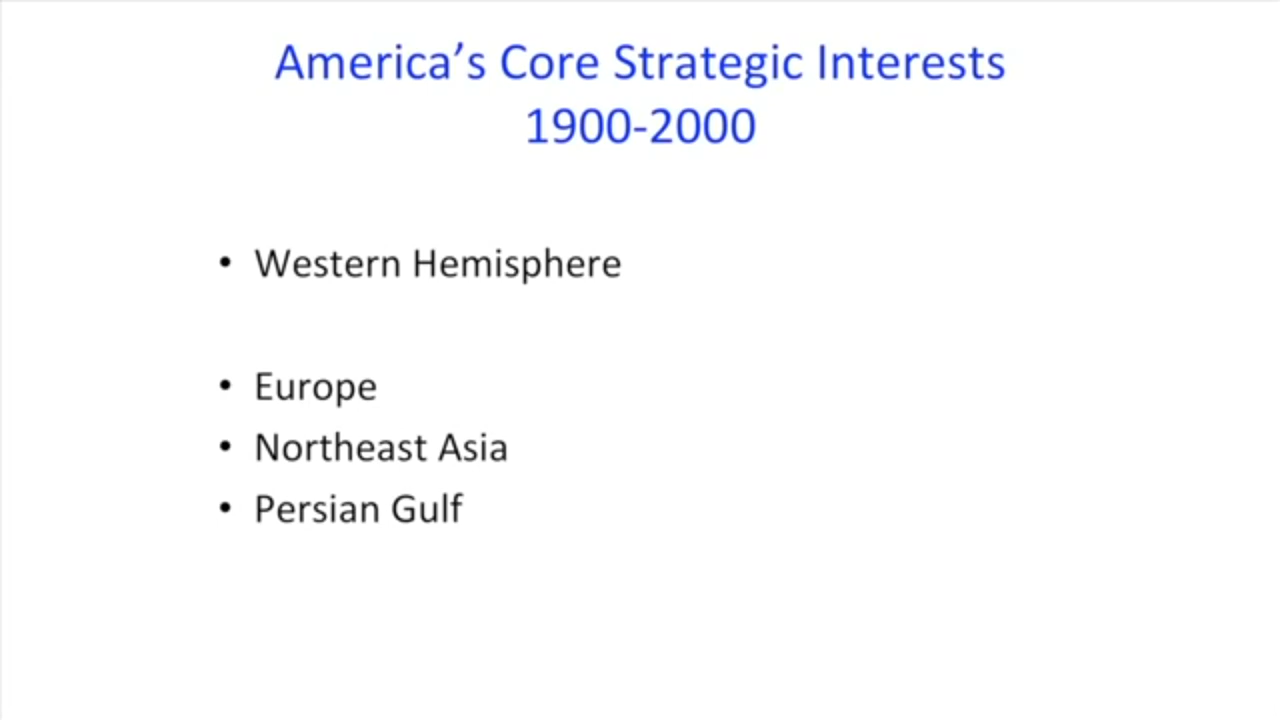 America’s Core Strategic Interests
1900-2000
• Western Hemisphere
• Europe
• Northeast Asia
• Persian Gulf